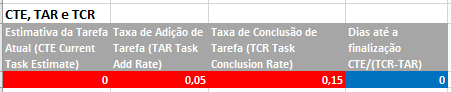 CTE, TAR e TCR
Estimativa da Tarefa Atual (CTE Current Task Estimate)
Taxa de Adição de Tarefa (TAR Task Add Rate)
Taxa de Conclusão de Tarefa (TCR Task Conclusion Rate)
Dias até a finalização CTE/(TCR-TAR)
0
0,05
0,15
0